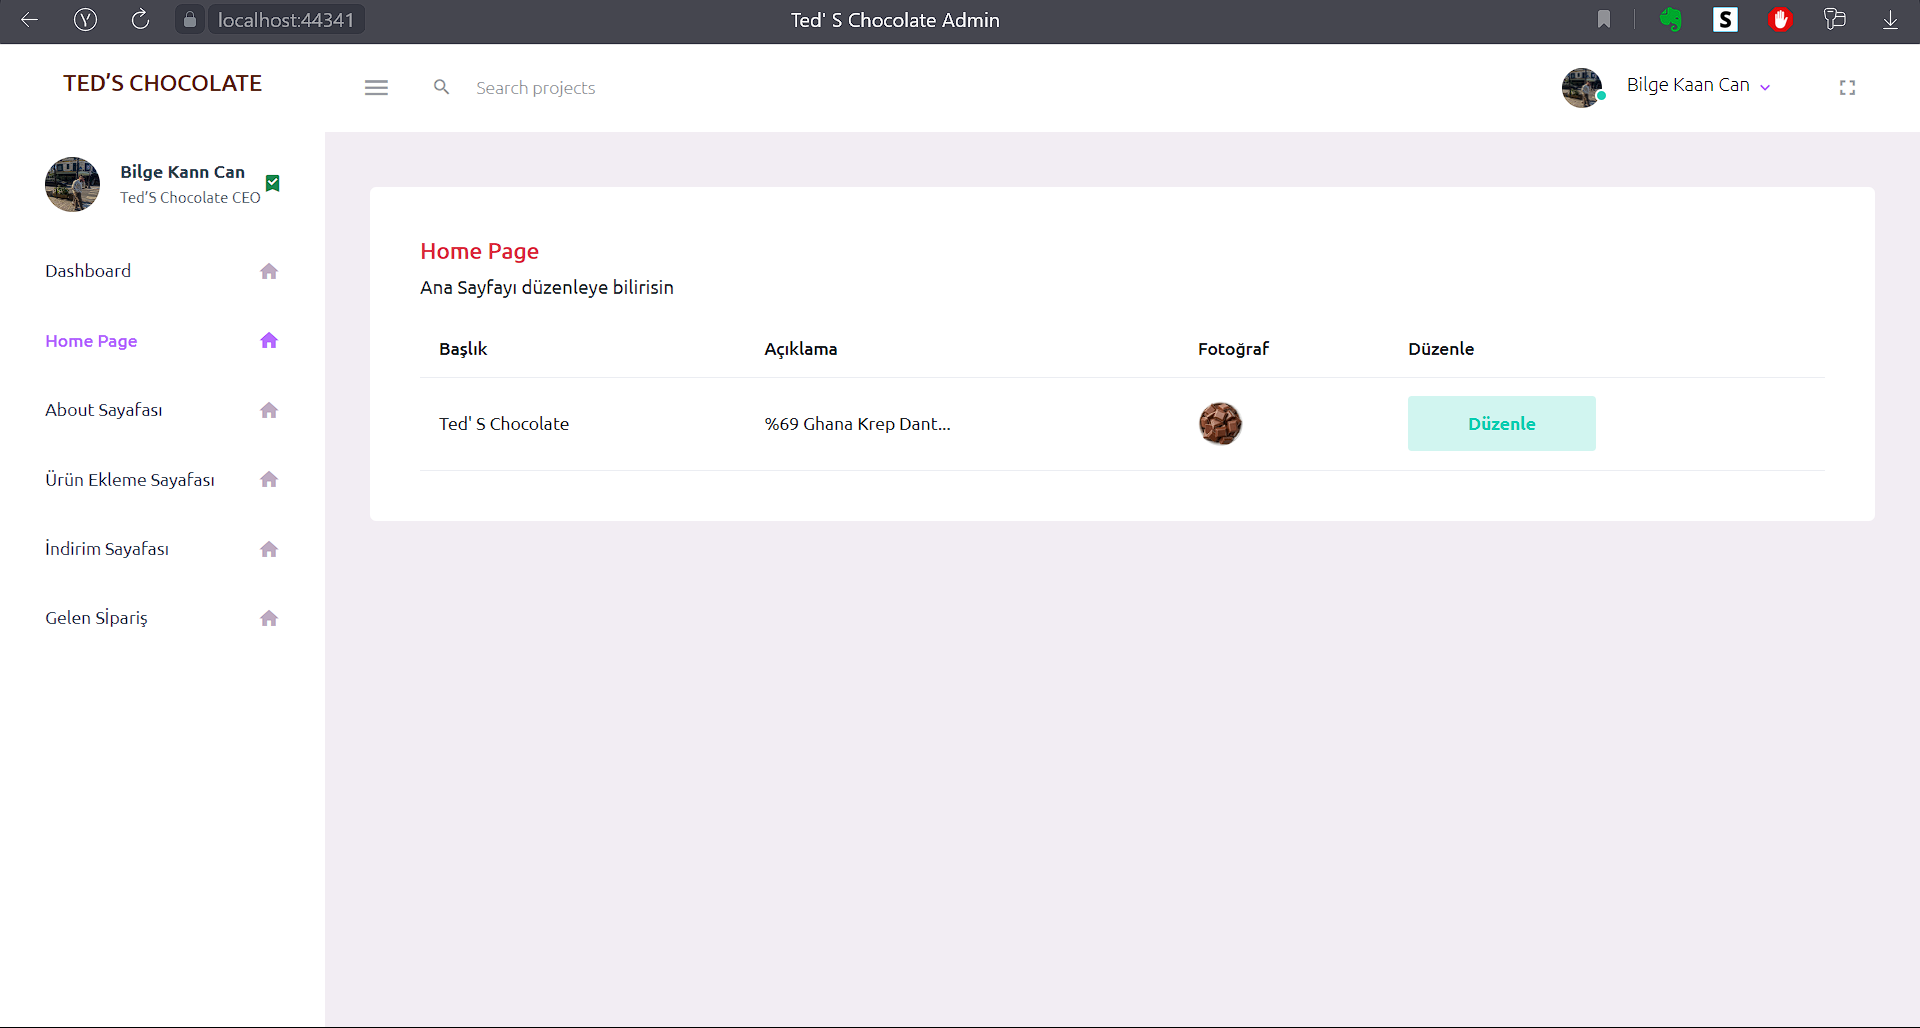 localhost:44341
Ted' S Chocolate Admin
S
TED’S CHOCOLATE
Search projects
Bilge Kaan Can
Bilge Kann Can
Ted’S Chocolate CEO
Dashboard
Home Page
About Sayafası
Ürün Ekleme Sayafası
İndirim Sayafası
Gelen Sİpariş
Home Page
Ana Sayfayı düzenleye bilirisin
Başlık Açıklama Fotoğraf Düzenle
Ted' S Chocolate %69 Ghana Krep Dant... Düzenle